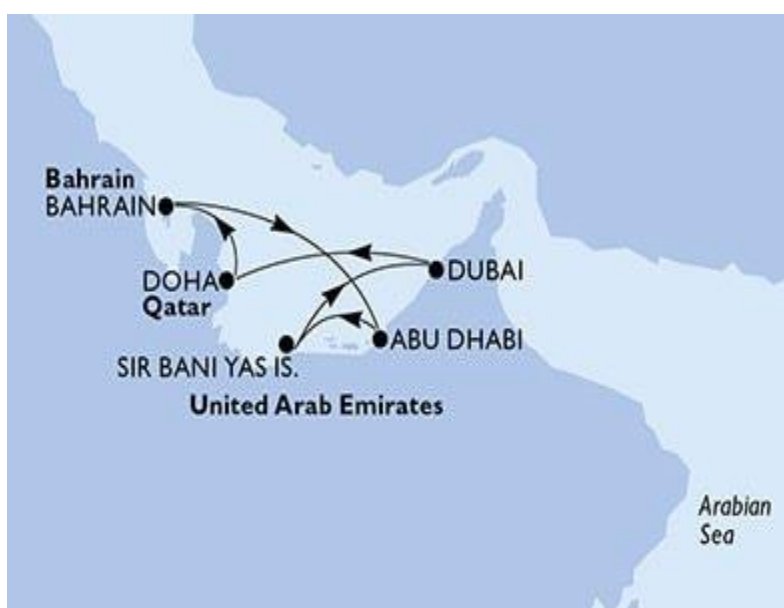 Bahrain
BAHRAIN
DOHA
Qatar
DUBAI
ABU DHABI
SIR BANI YAS IS.
United Arab Emirates
Arabian
Sea